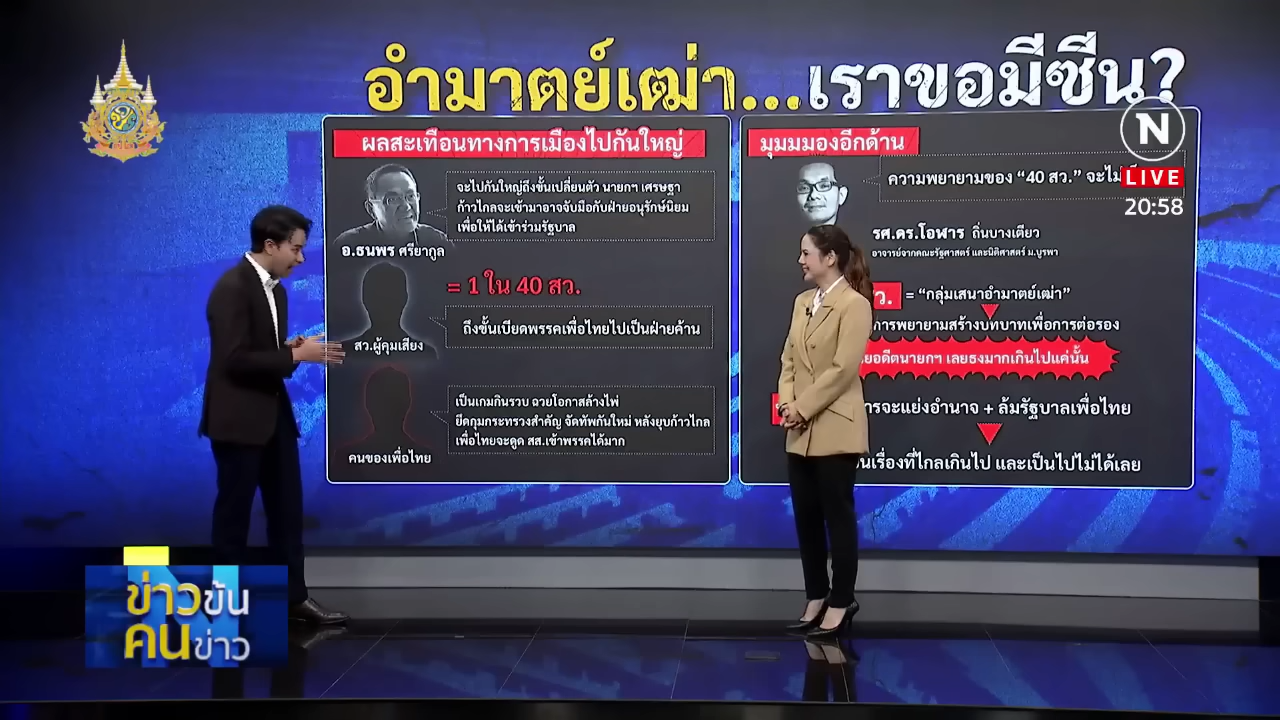 อำมาตย์เฒ่า...เราขอมีซีน?
ผลสะเทือนทางการเมืองไปกันใหญ่
จะไปกันใหญ่ถึงขั้นเปลี่ยนตัว นายกฯ เศรษฐา
ก้าวไกลจะเข้ามาอาจจับมือกับฝ่ายอนุรักษ์นิยม
เพื่อให้ได้เข้าร่วมรัฐบาล
อ.ธนพร ศรียากูล
= 1 ใน 40 สว.
ถึงขั้นเบียดพรรคเพื่อไทยไปเป็นฝ่ายค้าน
สว.ผู้คุมเสียง
เป็นเกมกินรวบ ฉวยโอกาสล้างไพ่
ยึดกุมกระทรวงสำคัญ จัดทัพกันใหม่ หลังยุบก้าวไกล
เพื่อไทยจะดูด สส.เข้าพรรคได้มาก
คนของเพื่อไทย
มุมมมองอีกด้าน
ความพยายามของ "40 สว." จะไม่
รศ.ดร.โอฬาร ถิ่นบางเตียว
อาจารย์จากคณะรัฐศาสตร์ และนิติศาสตร์ ม.บูรพา
ว. = "กลุ่มเสนาอำมาตย์เฒ่า"
การพยายามสร้างบทบาทเพื่อการต่อรอง
ยอดีตนายกฯ เลยธงมากเกินไปแค่นั้น
ารจะแย่งอำนาจ + ล้มรัฐบาลเพื่อไทย
นเรื่องที่ไกลเกินไป และเป็นไปไม่ได้เลย
N
LIVE
20:58
ข่าวข้น
คนข่าว